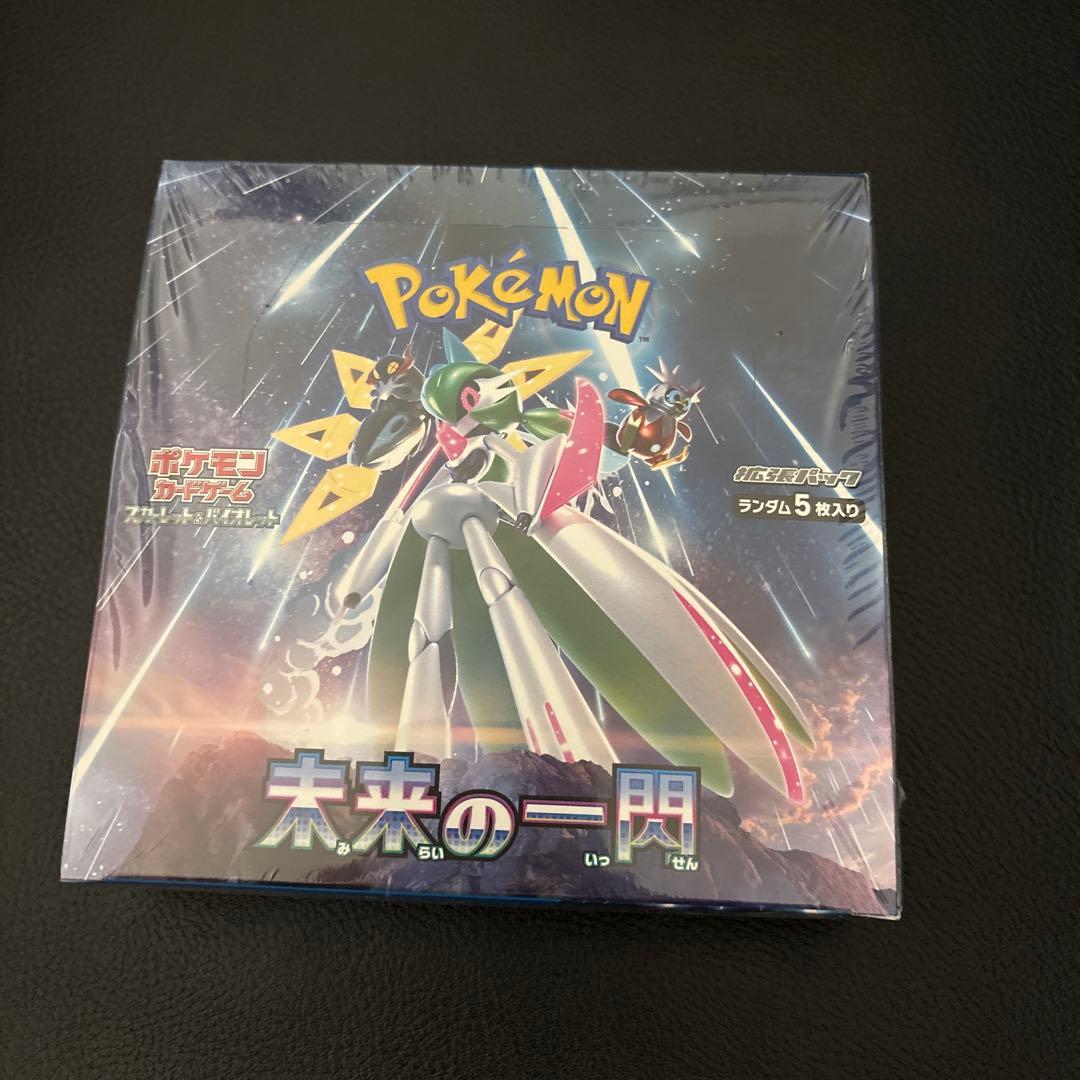 POKéMON
TM
ポケモン
カードゲーム
スカーレット&バイオレット
拡張パック
ランダム5枚入り
未来の一閃
みらい いっせん